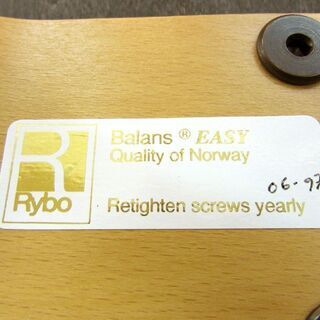 R
Rybo
Balans ® EASY
Quality of Norway
06-97
Retighten screws yearly